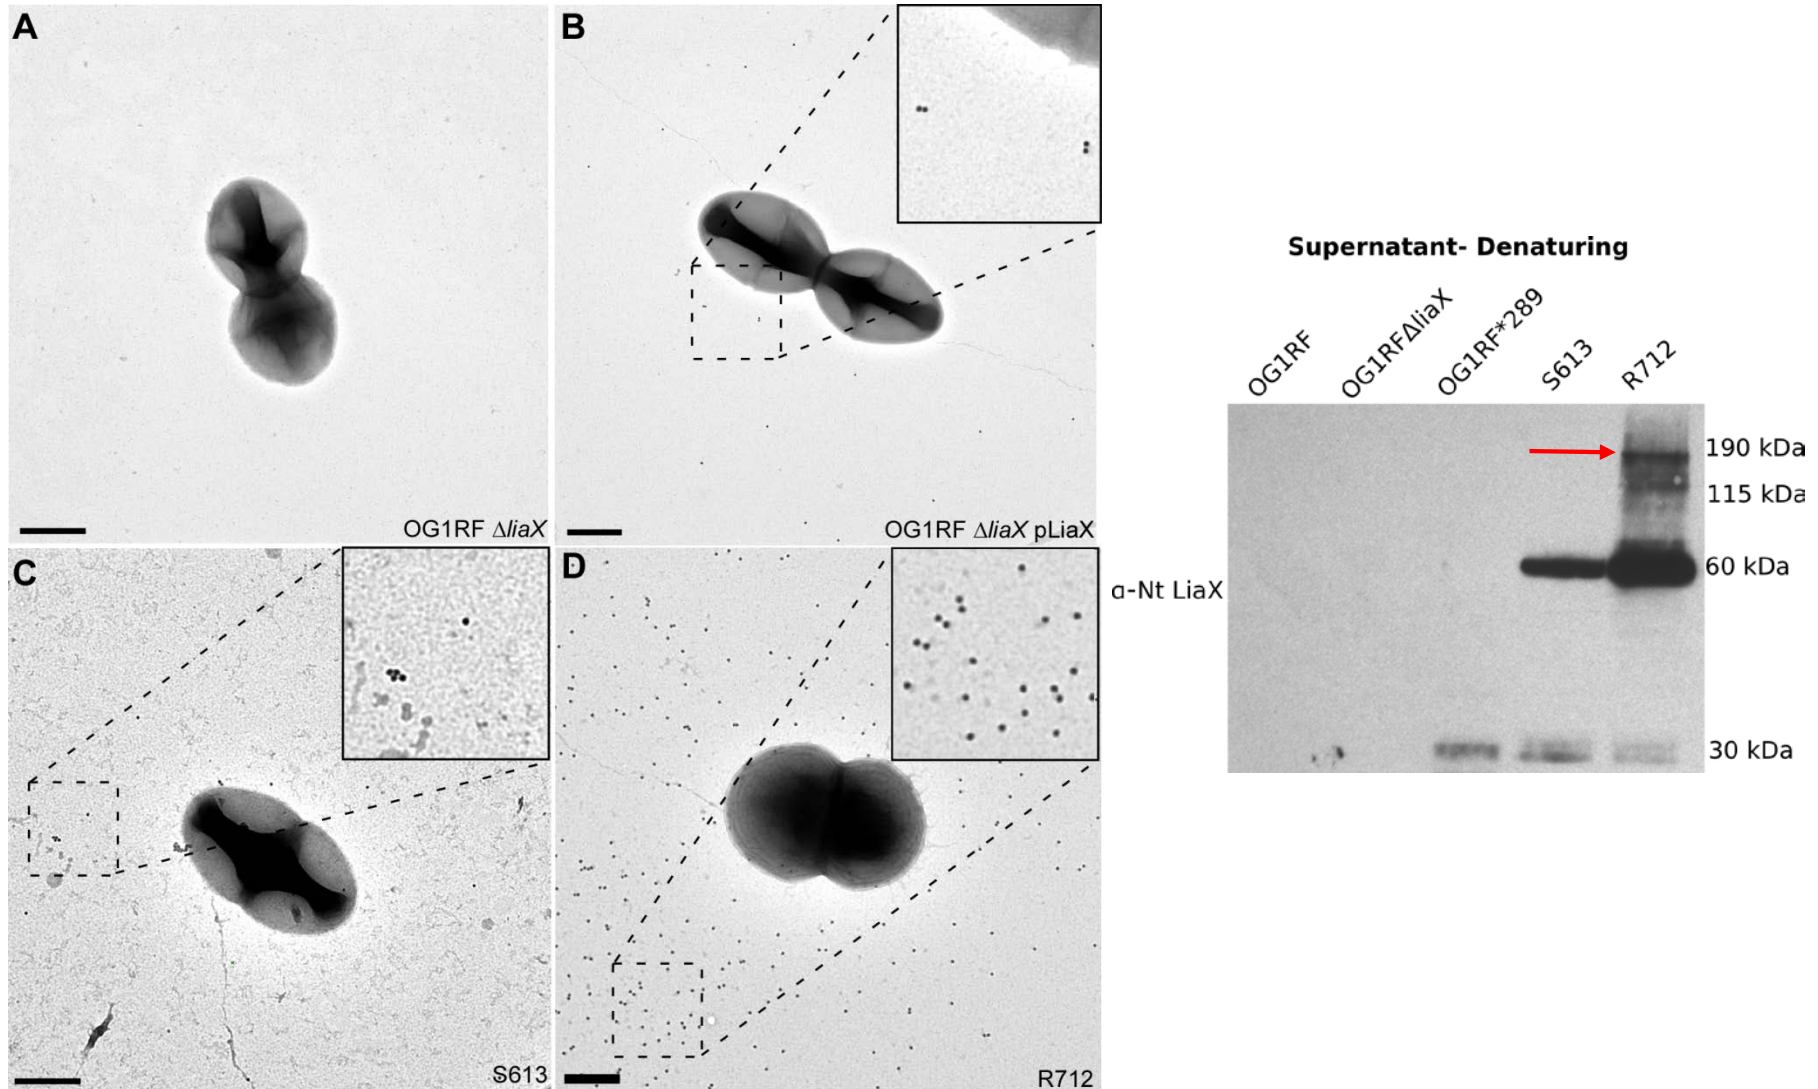 A
B
OG1RF ΔliaX
OG1RF ΔliaX pLiaX
C
D
S613
R712
Supernatant- Denaturing
OG1RF
OG1RFΔliaX
OG1RF*289
S613
R712
190 kDa
115 kDa
60 kDa
α-Nt LiaX
30 kDa